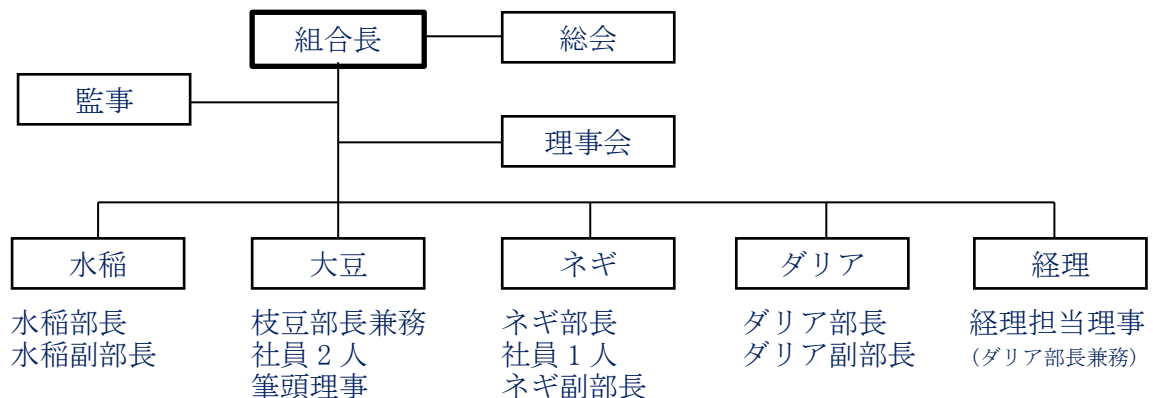 組合長
総会
監事
理事会
水稲
大豆
ネギ
ダリア
経理
水稲部長
水稲副部長
枝豆部長兼務
社員2人
筆頭理事
ネギ部長
社員1人
ネギ副部長
ダリア部長
ダリア副部長
経理担当理事
(ダリア部長兼務)